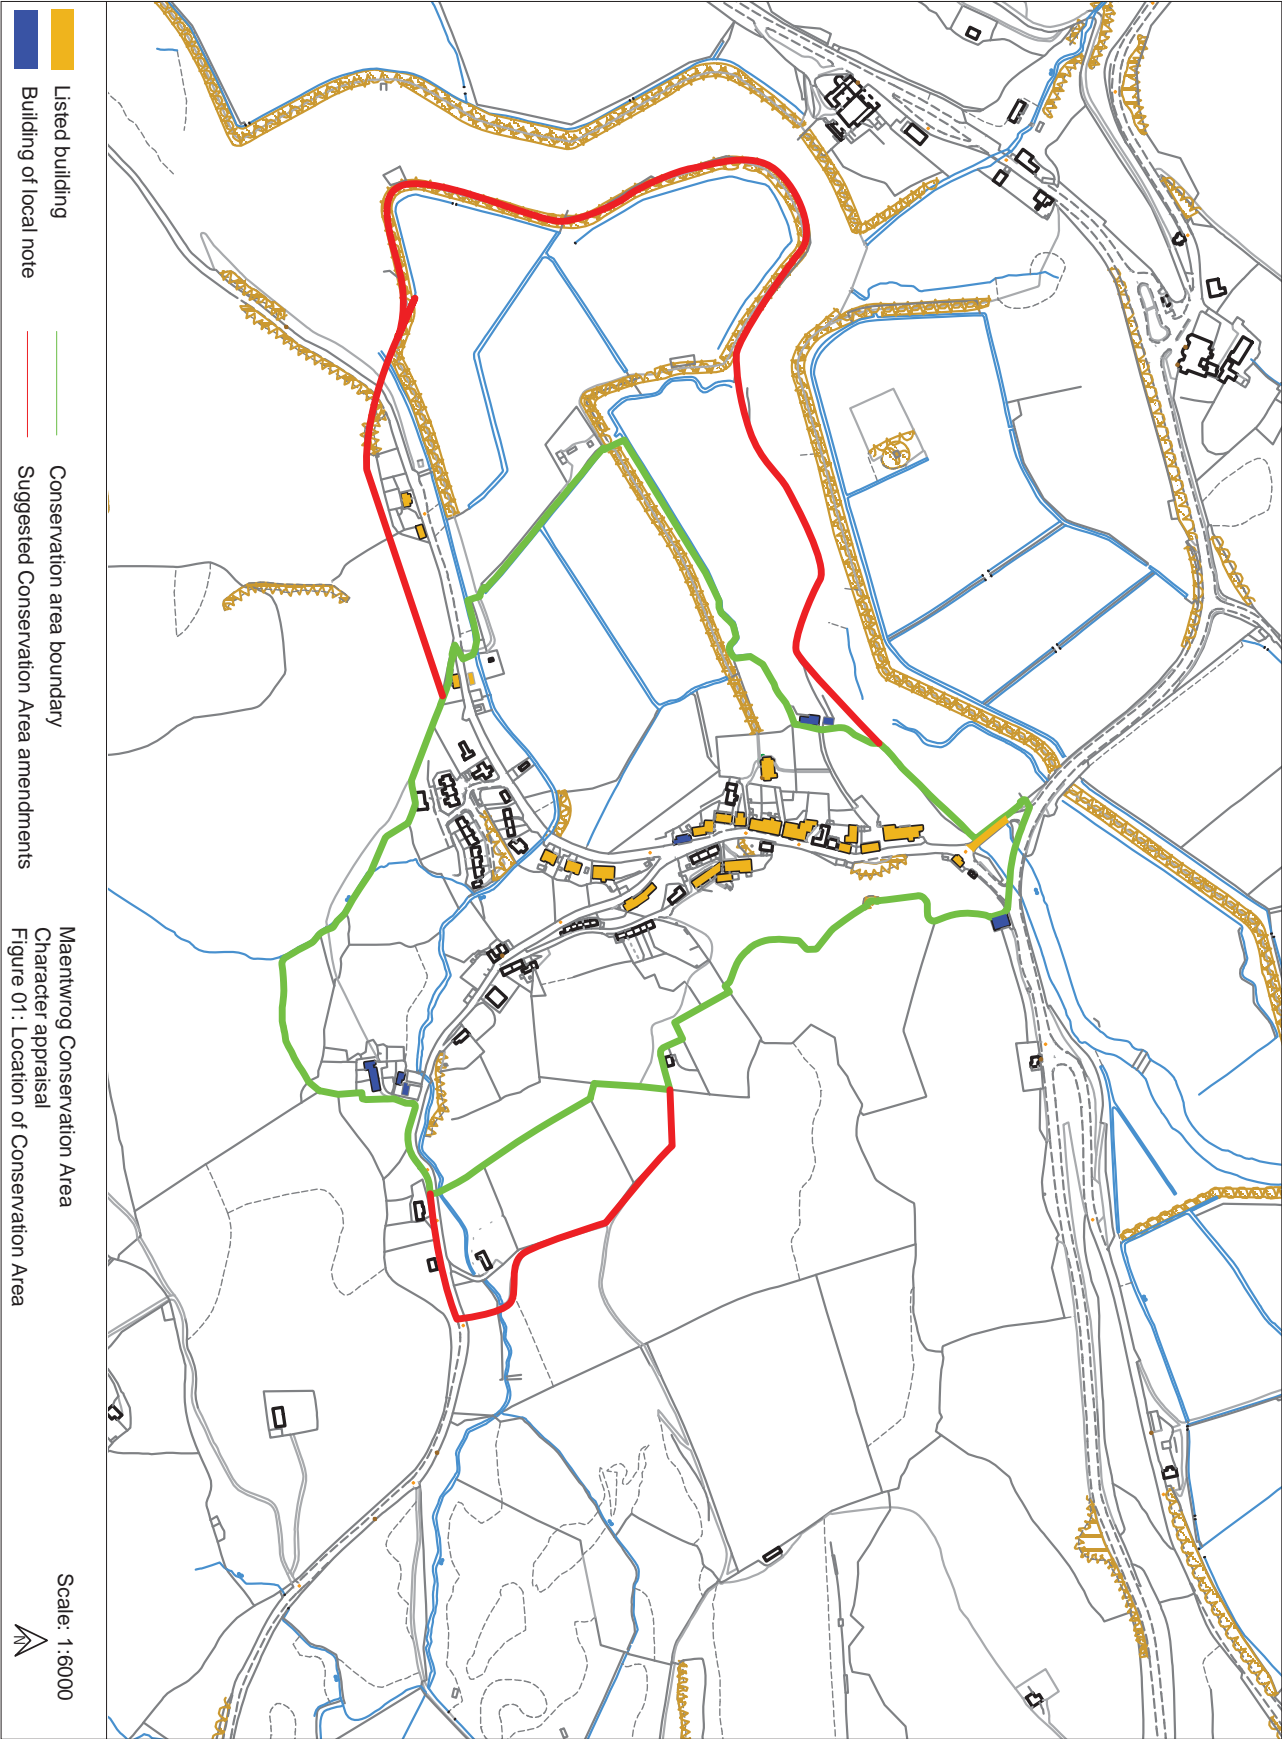 Listed building
Building of local note
Conservation area boundary
Suggested Conservation Area amendments
Maentwrog Conservation Area
Character appraisal
Figure 01: Location of Conservation Area
Scale: 1:6000
N